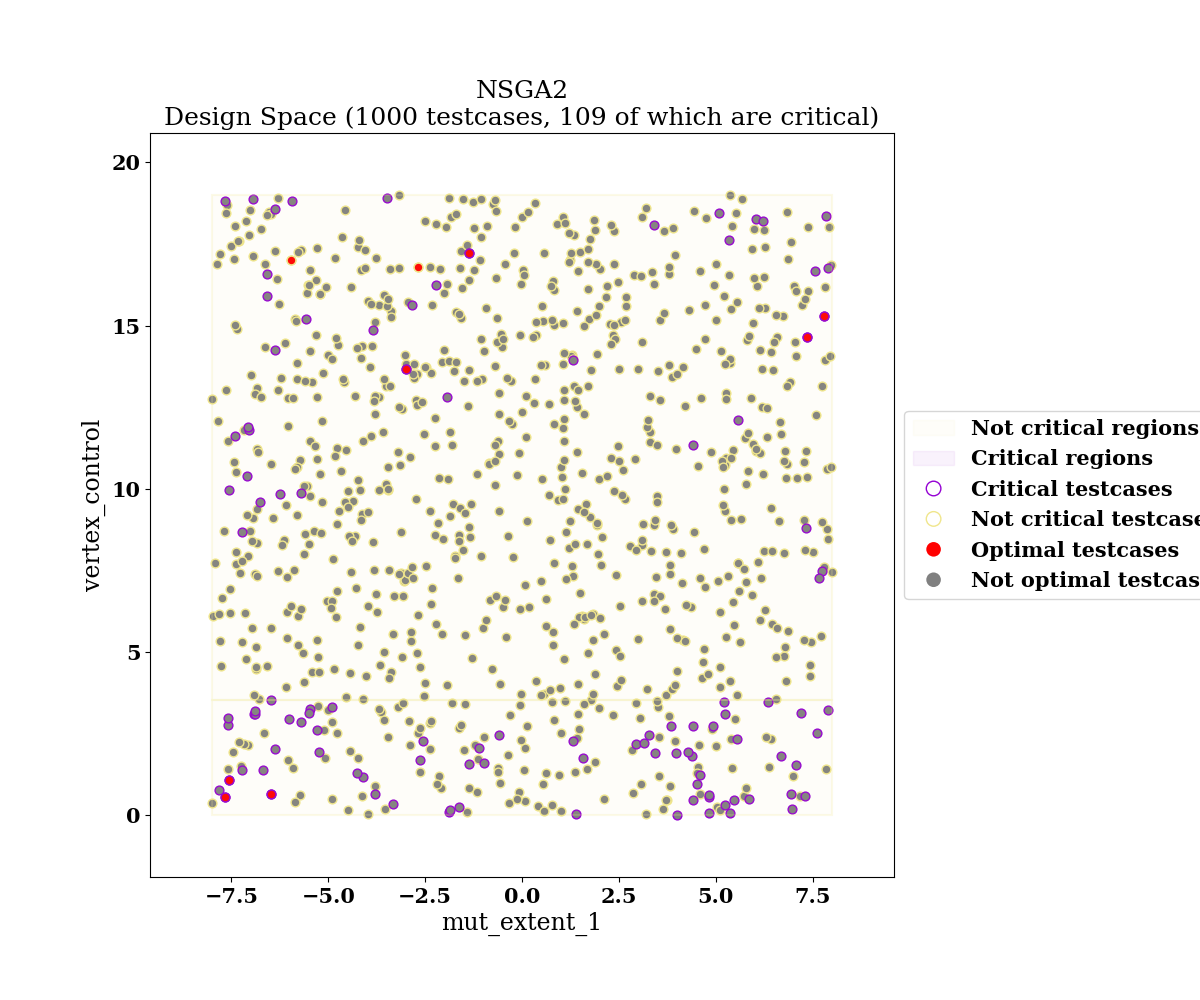 NSGA2
Design Space (1000 testcases, 109 of which are critical)
20
15
10
5
0
vertex_control
−7.5 −5.0 −2.5 0.0 2.5 5.0 7.5
mut_extent_1
Not critical regions
Critical regions
Critical testcases
Not critical testcase
Optimal testcases
Not optimal testcas